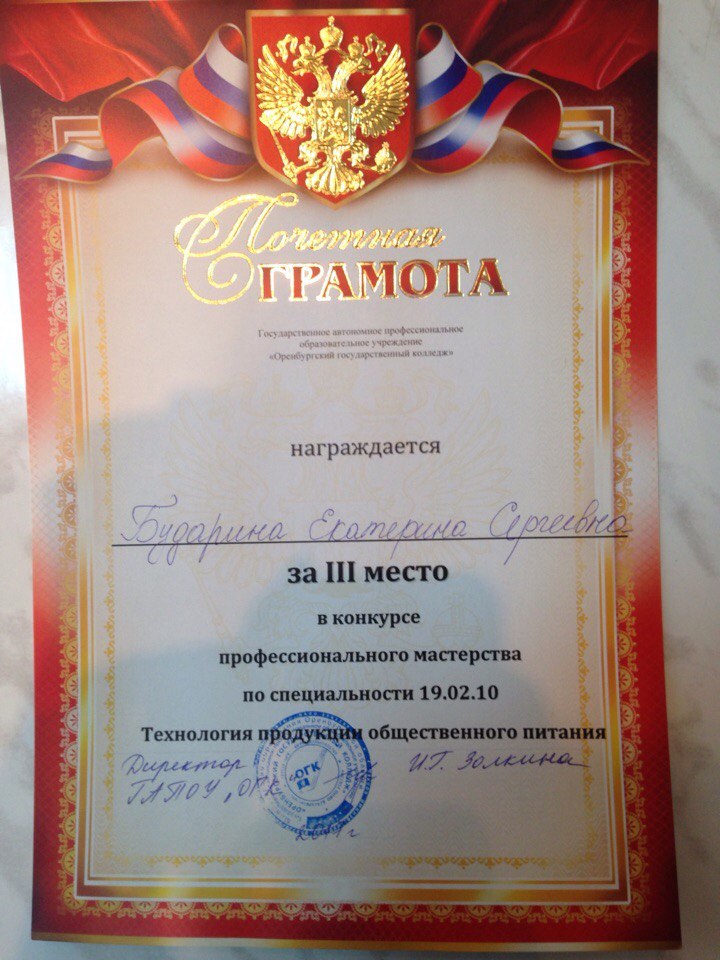 Почетная
ГРАМОТА
Государственное автономное профессиональное
образовательное учреждение
«Оренбургский государственный колледж»
награждается
Бударина Екатерина Сергеевна
за III место
в конкурсе
профессионального мастерства
по специальности 19.02.10
Технология продукции общественного питания
Директор И.Г. Золкина
ГАПОУ „ОГК"
«ОГК»